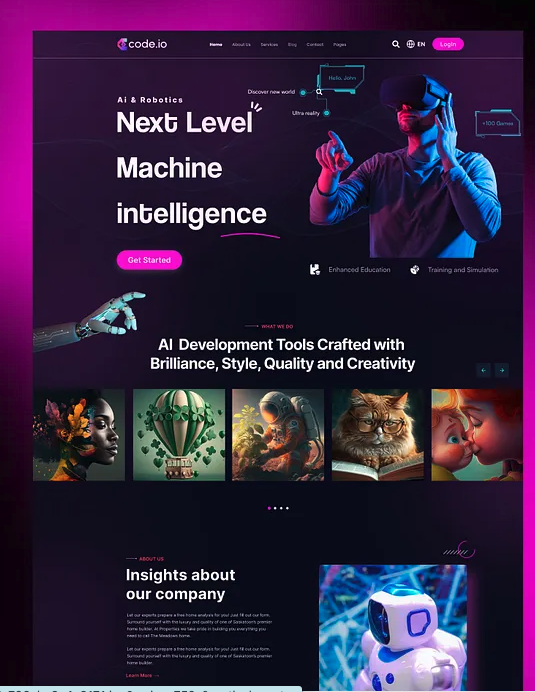 code.io
Home About Us Services Blog Contact Pages
EN
Login
Hello, John
Discover new world
Ultra reality
+100 Games
Ai & Robotics
Next Level
Machine
intelligence
Get Started
Enhanced Education
Training and Simulation
WHAT WE DO
AI Development Tools Crafted with
Brilliance, Style, Quality and Creativity
ABOUT US
Insights about
our company
Let our experts prepare a free home analysis for you! Just fill out our form.
Surround yourself with the luxury and quality of one of Saskatoon's premier
home builder. At Properties we take pride in building you everything you
need to call The Meadows home.
Let our experts prepare a free home analysis for you! Just fill out our form.
Surround yourself with the luxury and quality of one of Saskatoon's premier
home builder.
Learn More